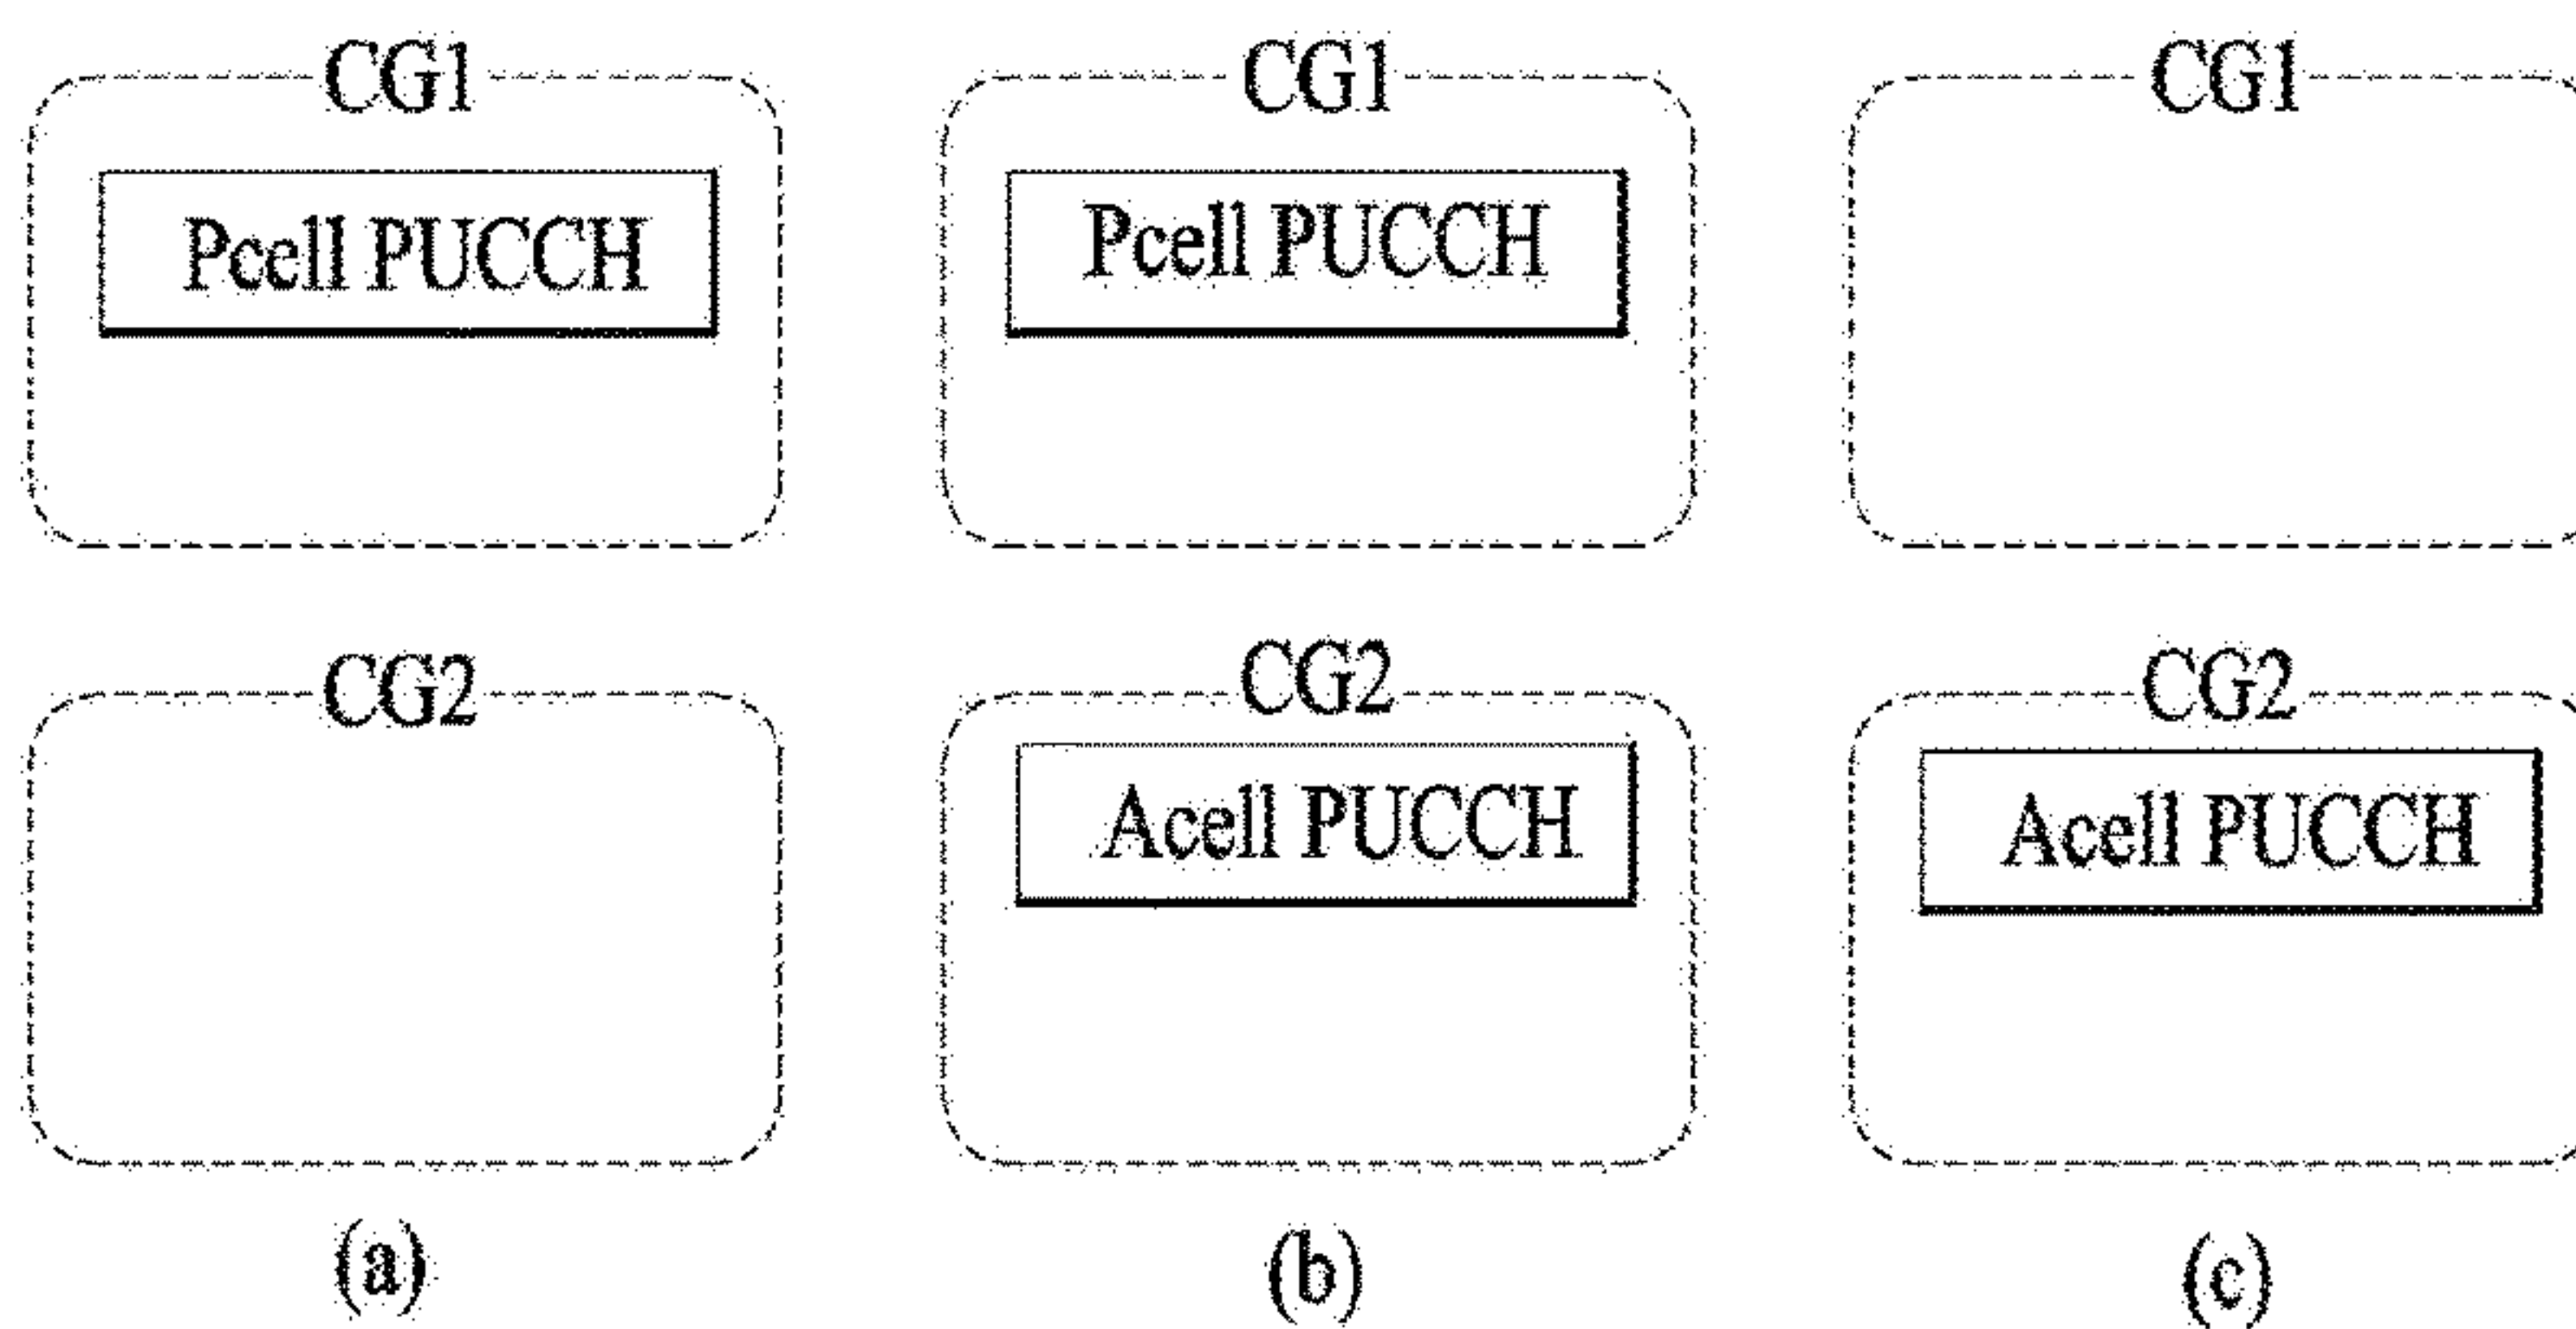 CG1 CG1 CG1
Pcell PUCCH Pcell PUCCH
CG2 CG2 CG2
Acell PUCCH Acell PUCCH
(a) (b) (c)